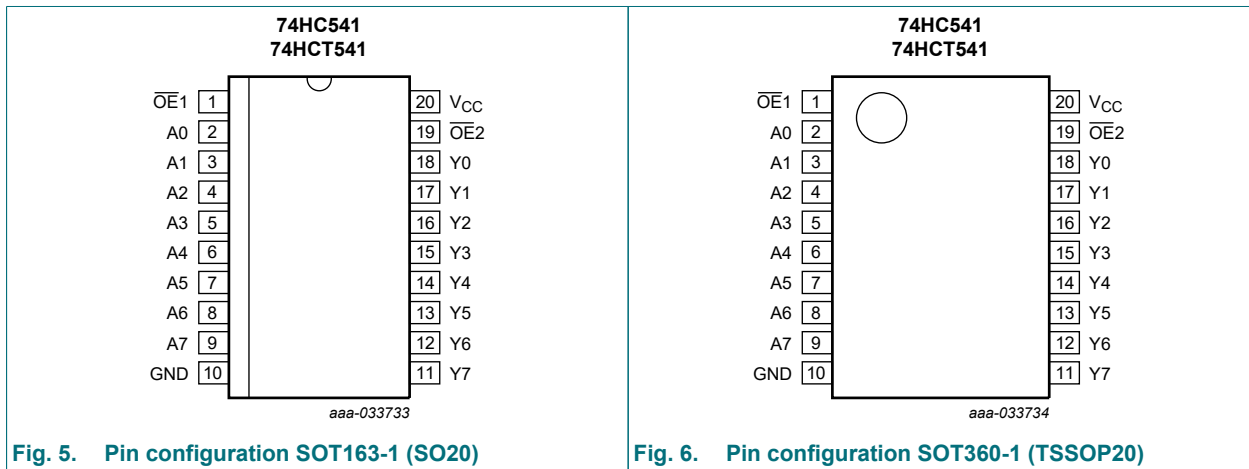 74HC541
74HCT541
O̅E̅1 1 20 VCC
A0 2 19 O̅E̅2
A1 3 18 Y0
A2 4 17 Y1
A3 5 16 Y2
A4 6 15 Y3
A5 7 14 Y4
A6 8 13 Y5
A7 9 12 Y6
GND 10 11 Y7
aaa-033733
Fig. 5. Pin configuration SOT163-1 (SO20)
74HC541
74HCT541
O̅E̅1 1 20 VCC
A0 2 19 O̅E̅2
A1 3 18 Y0
A2 4 17 Y1
A3 5 16 Y2
A4 6 15 Y3
A5 7 14 Y4
A6 8 13 Y5
A7 9 12 Y6
GND 10 11 Y7
aaa-033734
Fig. 6. Pin configuration SOT360-1 (TSSOP20)